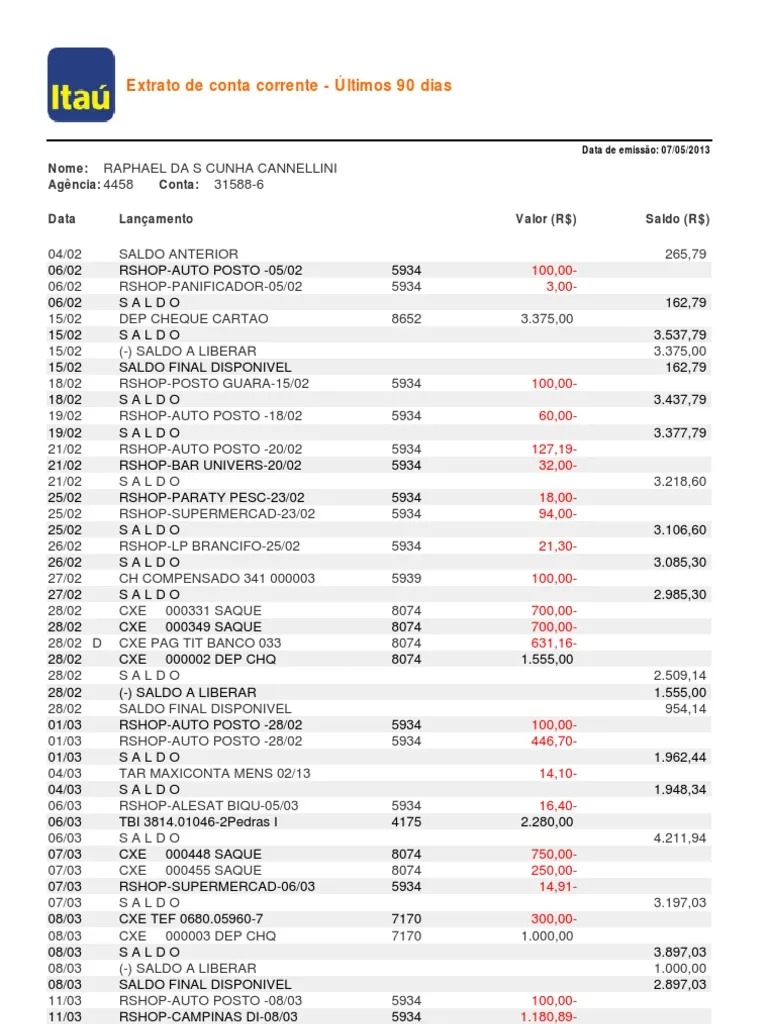 Itaú
Extrato de conta corrente - Últimos 90 dias
Data de emissão: 07/05/2013
Nome: RAPHAEL DA S CUNHA CANNELLINI
Agência: 4458 Conta: 31588-6
Data Lançamento Valor (R$) Saldo (R$)
04/02 SALDO ANTERIOR 265,79
06/02 RSHOP-AUTO POSTO -05/02 5934 100,00-
06/02 RSHOP-PANIFICADOR-05/02 5934 3,00-
06/02 S A L D O 162,79
15/02 DEP CHEQUE CARTAO 8652 3.375,00
15/02 S A L D O 3.537,79
15/02 (-) SALDO A LIBERAR 3.375,00
15/02 SALDO FINAL DISPONIVEL 162,79
18/02 RSHOP-POSTO GUARA-15/02 5934 100,00-
18/02 S A L D O 3.437,79
19/02 RSHOP-AUTO POSTO -18/02 5934 60,00-
19/02 S A L D O 3.377,79
21/02 RSHOP-AUTO POSTO -20/02 5934 127,19-
21/02 RSHOP-BAR UNIVERS-20/02 5934 32,00-
21/02 S A L D O 3.218,60
25/02 RSHOP-PARATY PESC-23/02 5934 18,00-
25/02 RSHOP-SUPERMERCAD-23/02 5934 94,00-
25/02 S A L D O 3.106,60
26/02 RSHOP-LP BRANCIFO-25/02 5934 21,30-
26/02 S A L D O 3.085,30
27/02 CH COMPENSADO 341 000003 5939 100,00-
27/02 S A L D O 2.985,30
28/02 CXE 000331 SAQUE 8074 700,00-
28/02 CXE 000349 SAQUE 8074 700,00-
28/02 D CXE PAG TIT BANCO 033 8074 631,16-
28/02 CXE 000002 DEP CHQ 8074 1.555,00
28/02 S A L D O 2.509,14
28/02 (-) SALDO A LIBERAR 1.555,00
28/02 SALDO FINAL DISPONIVEL 954,14
01/03 RSHOP-AUTO POSTO -28/02 5934 100,00-
01/03 RSHOP-AUTO POSTO -28/02 5934 446,70-
01/03 S A L D O 1.962,44
04/03 TAR MAXICONTA MENS 02/13 14,10-
04/03 S A L D O 1.948,34
06/03 RSHOP-ALESAT BIQU-05/03 5934 16,40-
06/03 TBI 3814.01046-2Pedras I 4175 2.280,00
06/03 S A L D O 4.211,94
07/03 CXE 000448 SAQUE 8074 750,00-
07/03 CXE 000455 SAQUE 8074 250,00-
07/03 RSHOP-SUPERMERCAD-06/03 5934 14,91-
07/03 S A L D O 3.197,03
08/03 CXE TEF 0680.05960-7 7170 300,00-
08/03 CXE 000003 DEP CHQ 7170 1.000,00
08/03 S A L D O 3.897,03
08/03 (-) SALDO A LIBERAR 1.000,00
08/03 SALDO FINAL DISPONIVEL 2.897,03
11/03 RSHOP-AUTO POSTO -08/03 5934 100,00-
11/03 RSHOP-CAMPINAS DI-08/03 5934 1.180,89-